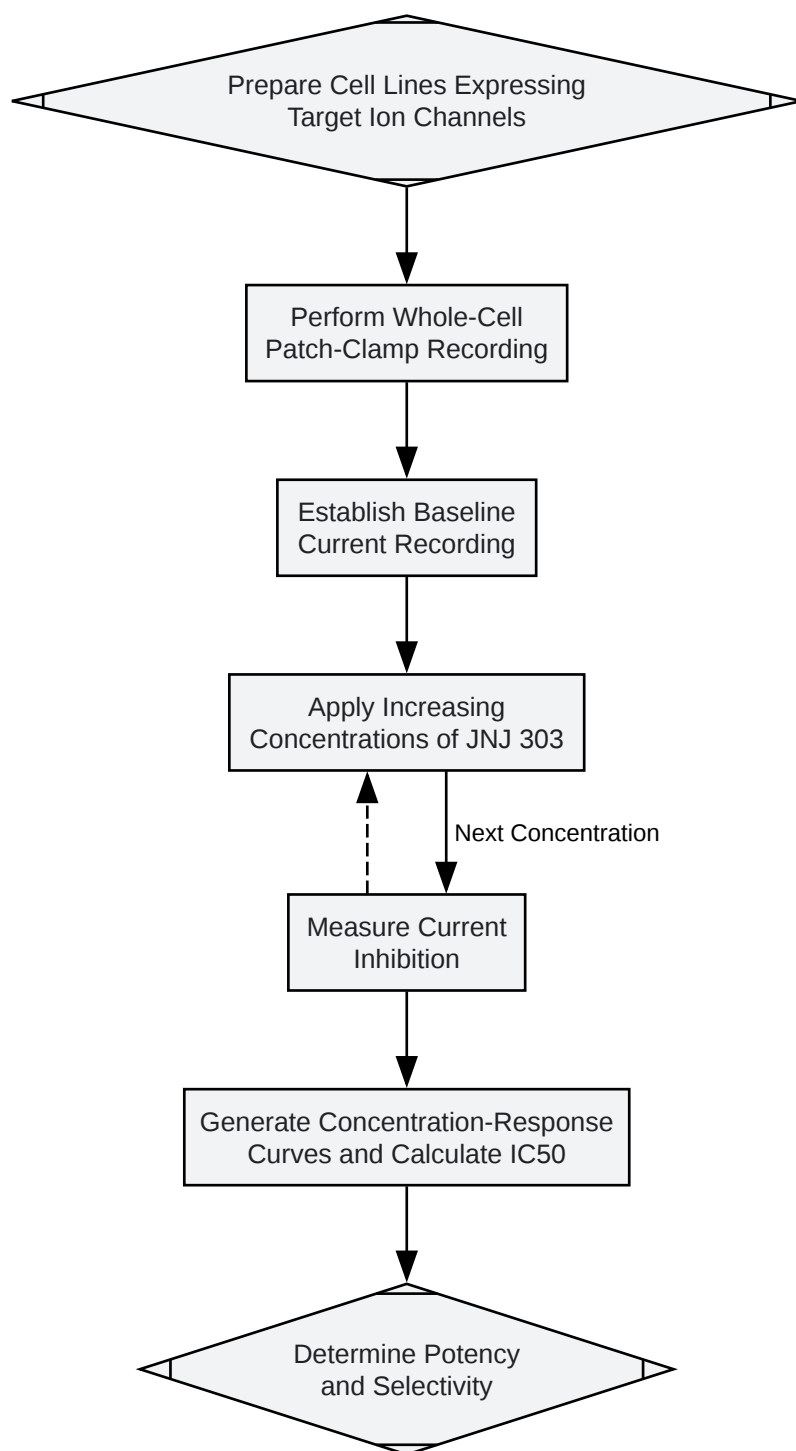 Prepare Cell Lines Expressing
Target Ion Channels
Perform Whole-Cell
Patch-Clamp Recording
Establish Baseline
Current Recording
Apply Increasing
Concentrations of JNJ 303
Next Concentration
Measure Current
Inhibition
Generate Concentration-Response
Curves and Calculate IC50
Determine Potency
and Selectivity